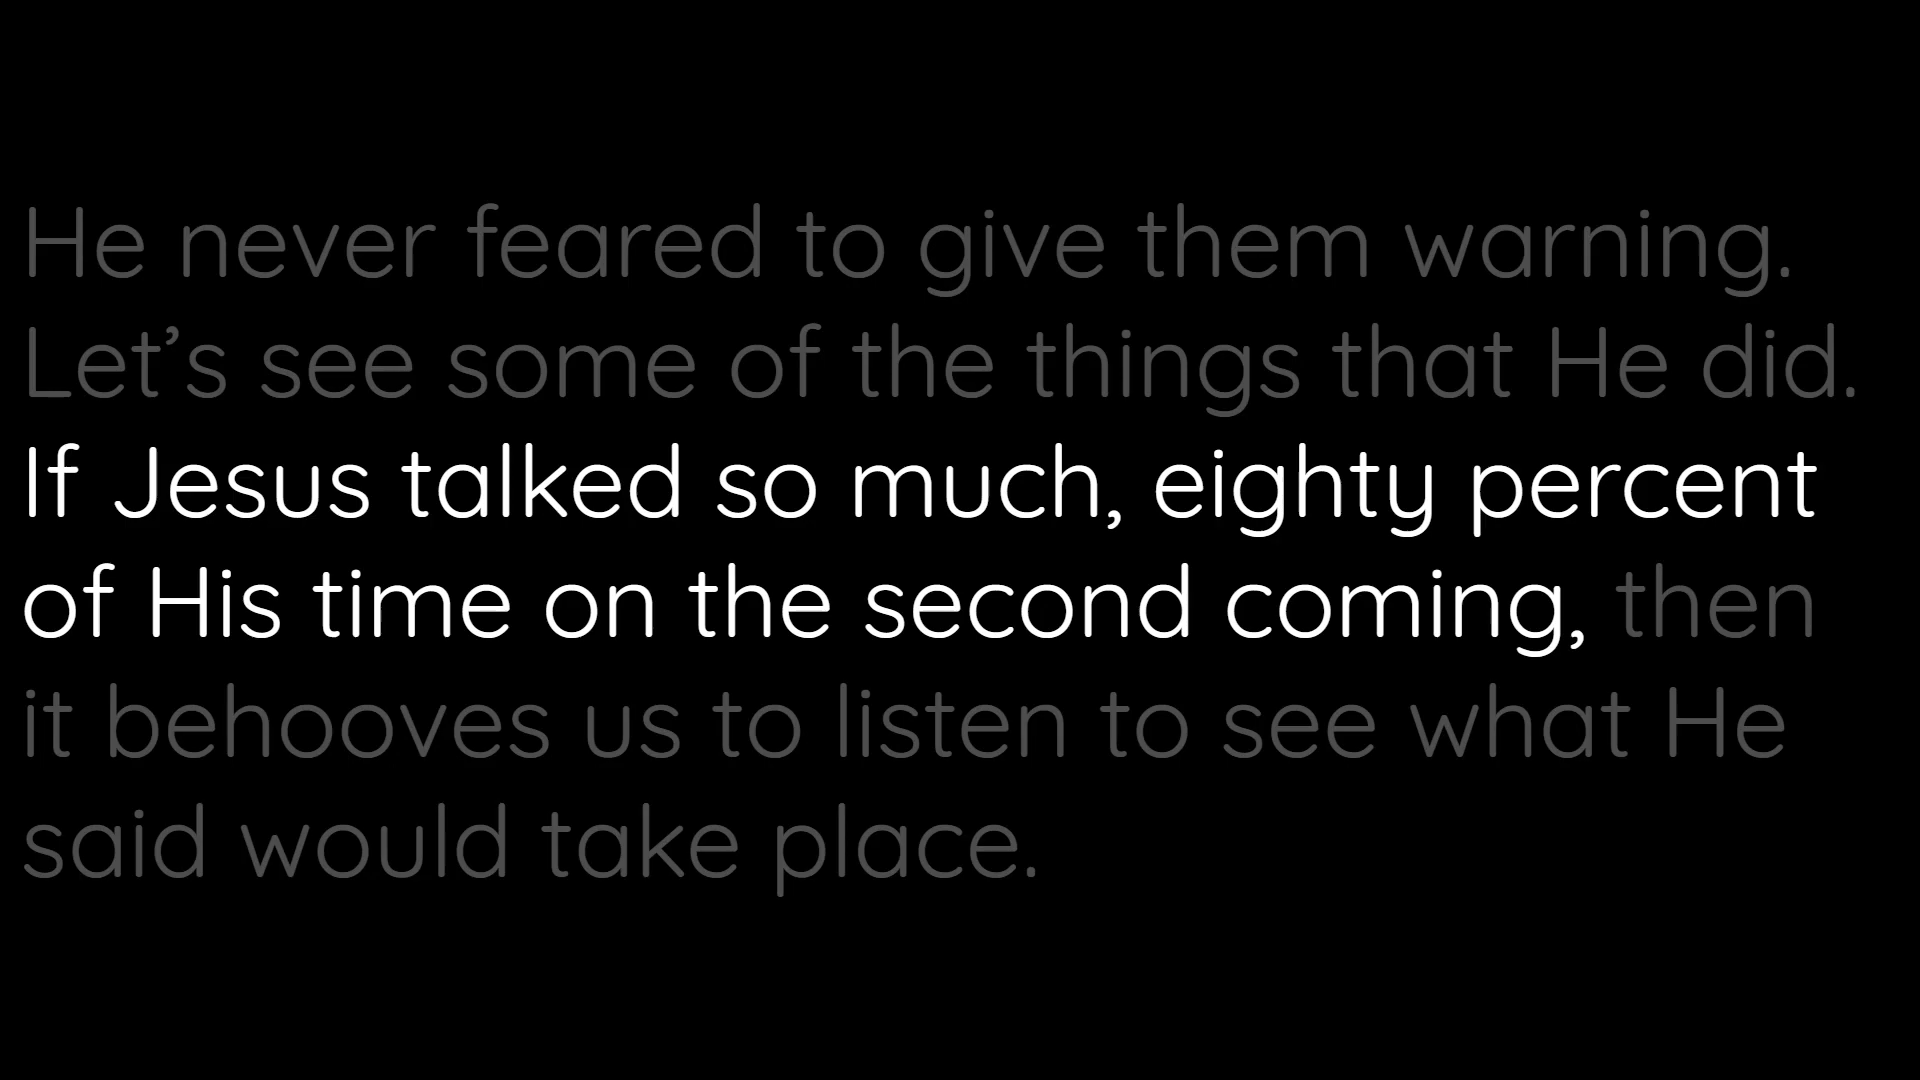 He never feared to give them warning.
Let’s see some of the things that He did.
If Jesus talked so much, eighty percent
of His time on the second coming, then
it behooves us to listen to see what He
said would take place.